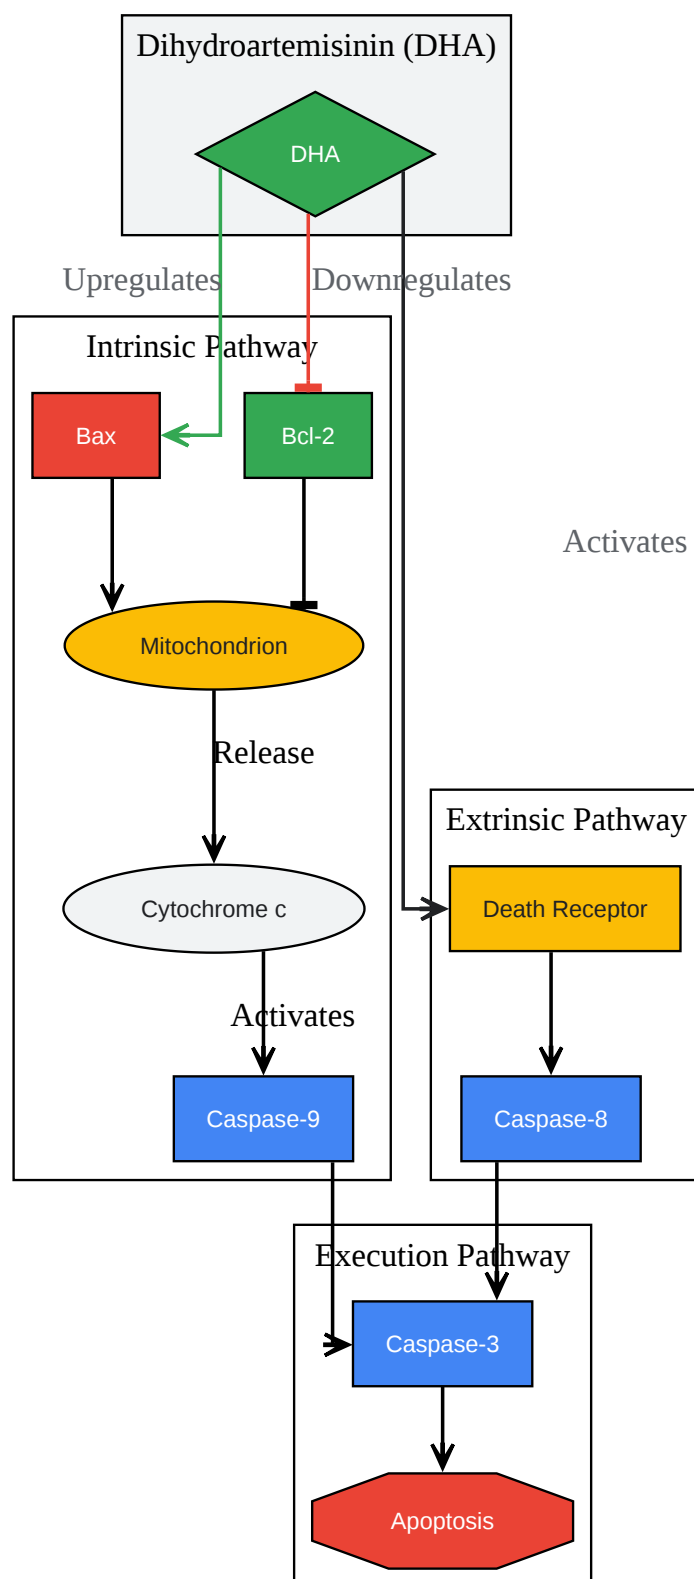 Dihydroartemisinin (DHA)
DHA
Upregulates
Downregulates
Intrinsic Pathway
Bax
Bcl-2
Activates
Mitochondrion
Release
Extrinsic Pathway
Cytochrome c
Death Receptor
Activates
Caspase-9
Caspase-8
Execution Pathway
Caspase-3
Apoptosis